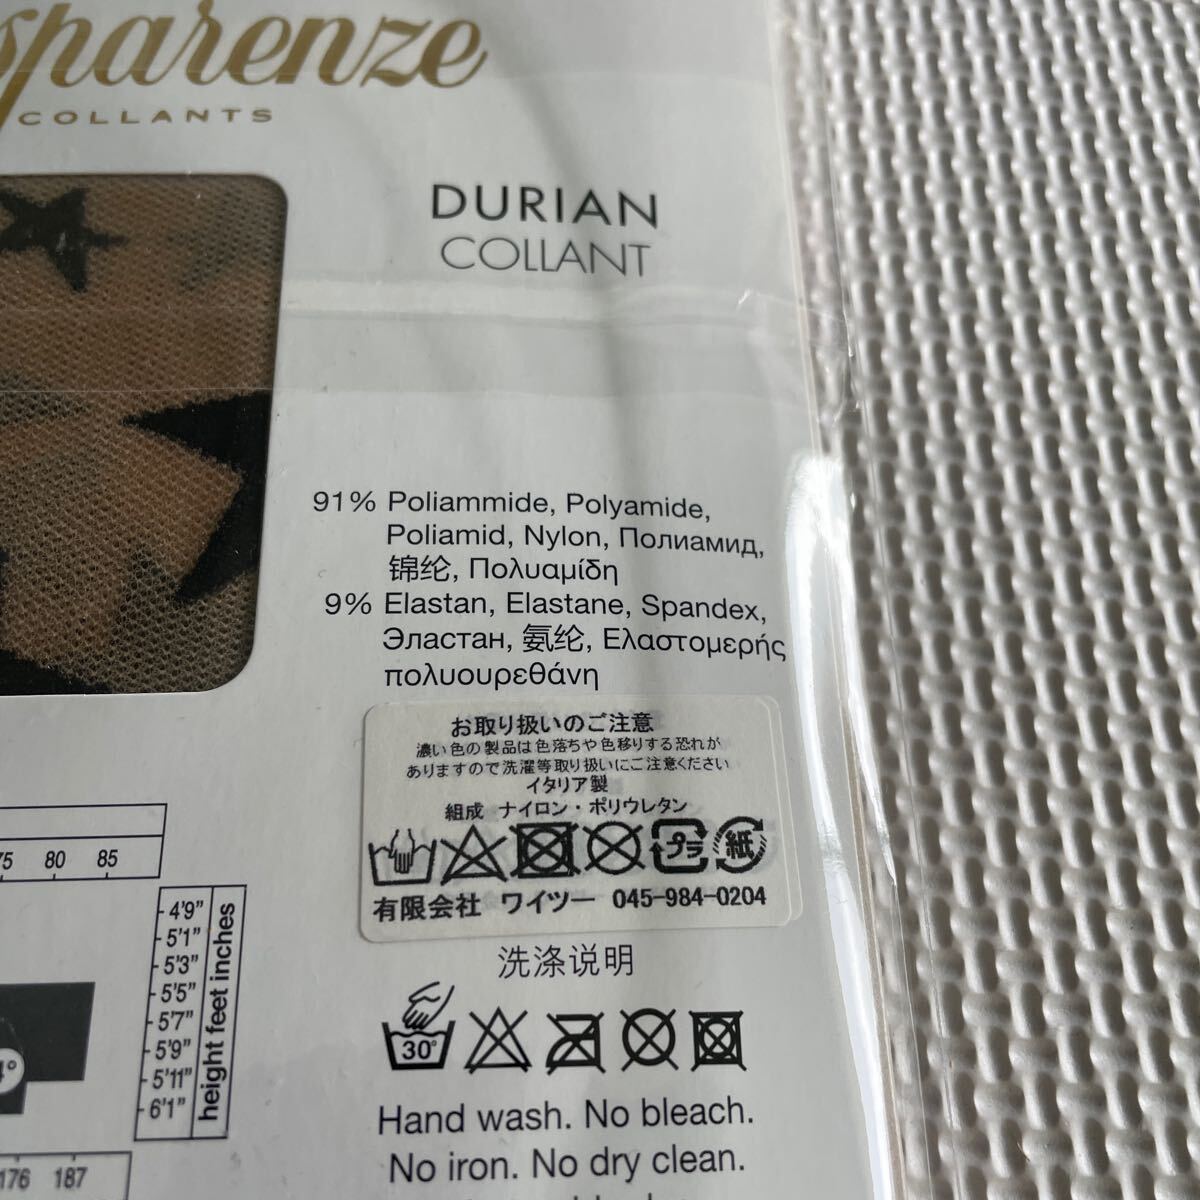 COLLANTS
DURIAN
COLLANT
91% Poliammide, Polyamide,
Poliamid, Nylon, Полиамид,
锦纶, Πολυαμίδη
9% Elastan, Elastane, Spandex,
Эластан, 氨纶, Ελαστομερής
πολυουρεθάνη
お取り扱いのご注意
濃い色の製品は色落ちや色移りする恐れが
ありますので洗濯等取り扱いにご注意ください
イタリア製
組成 ナイロン・ポリウレタン
プラ 紙
有限会社 ワイツー 045-984-0204
洗涤说明
30°
Hand wash. No bleach.
No iron. No dry clean.
75 80 85
4'9"
5'1"
5'3"
5'5"
5'7"
5'9"
5'11"
6'1"
height feet inches
176 187